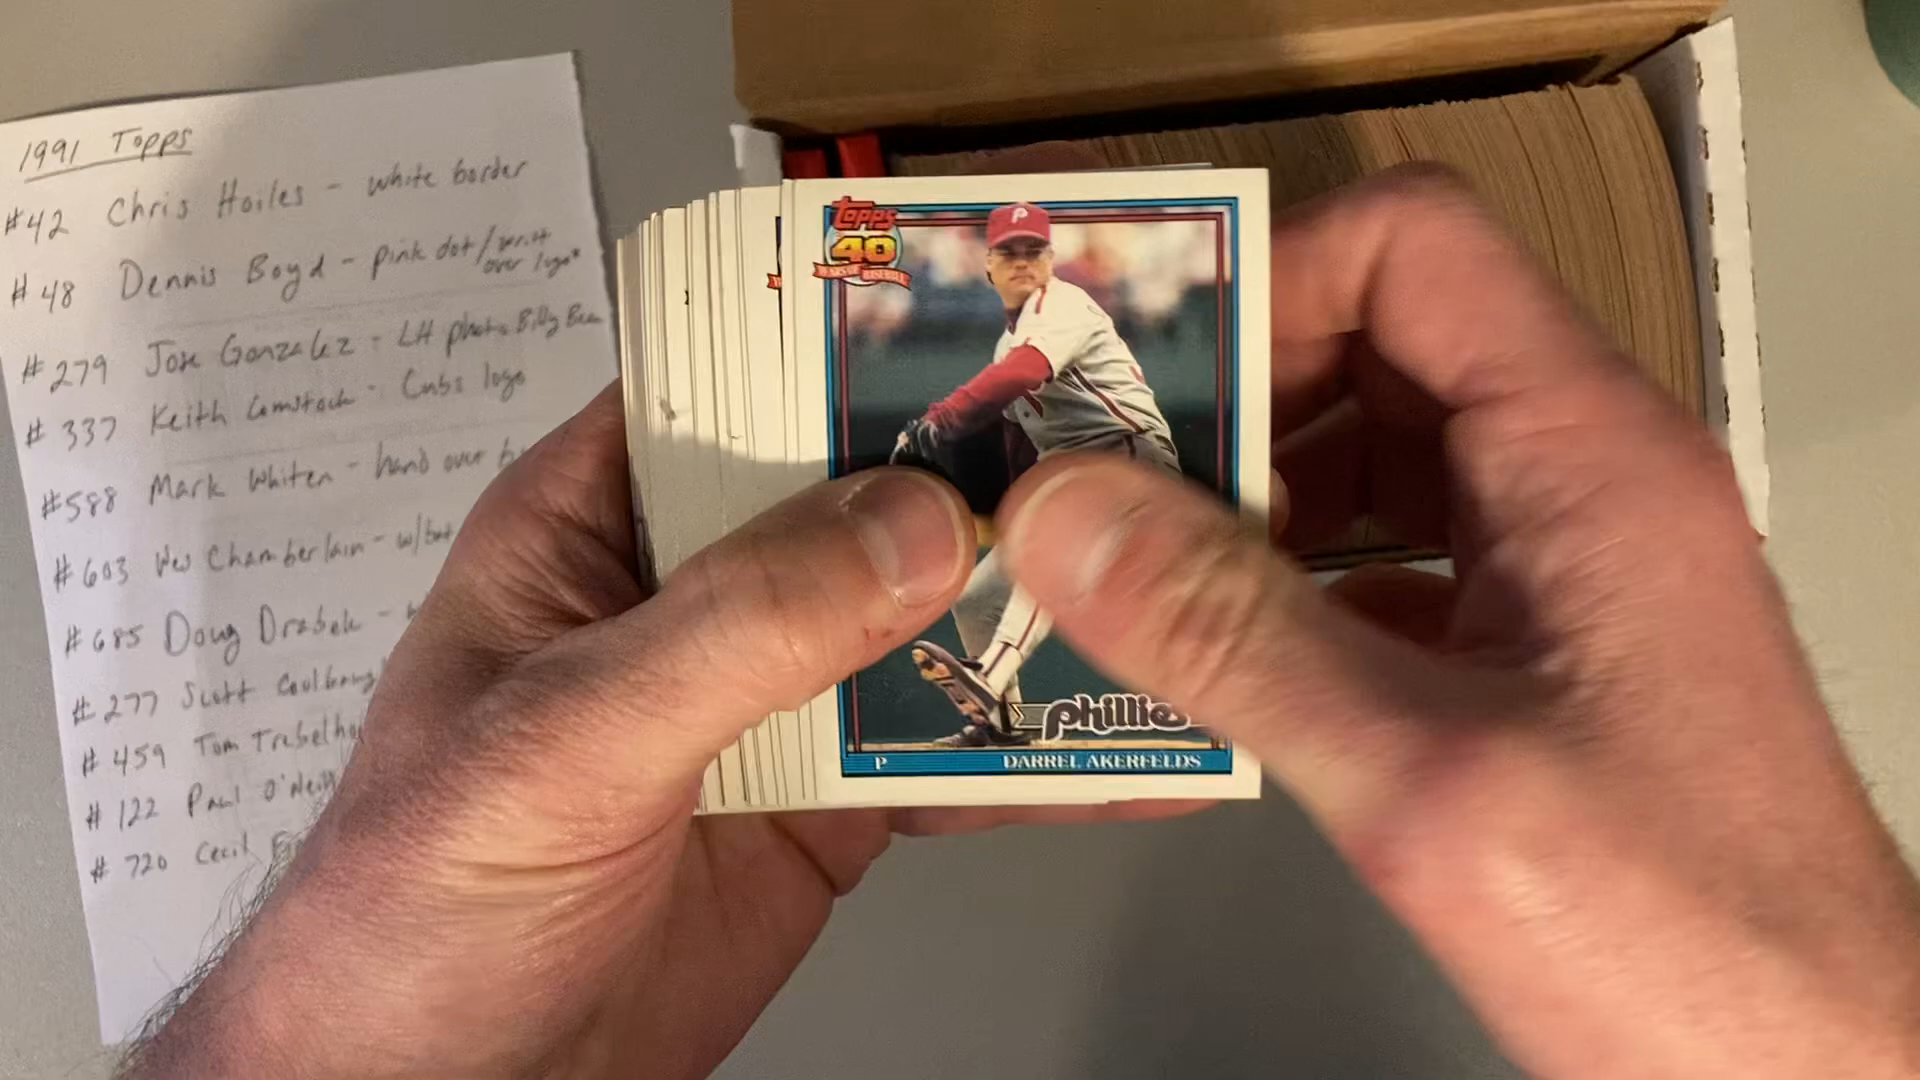 1991 Topps
#42 Chris Hoiles - white border
#48 Dennis Boyd - pink dot/
over logo*
#279 Jose Gonzalez - LH photo Billy Bean
#337 Keith Comstock - Cubs logo
#588 Mark Whiten - hand over
#603 Wes Chamberlain - w/bat
#685 Doug Drabek -
#277 Scott
#459 Tom
#122 Paul O'Neill
#720 Cecil
Topps
40
YEARS OF BASEBALL
P
phillies
P DARREL AKERFELDS